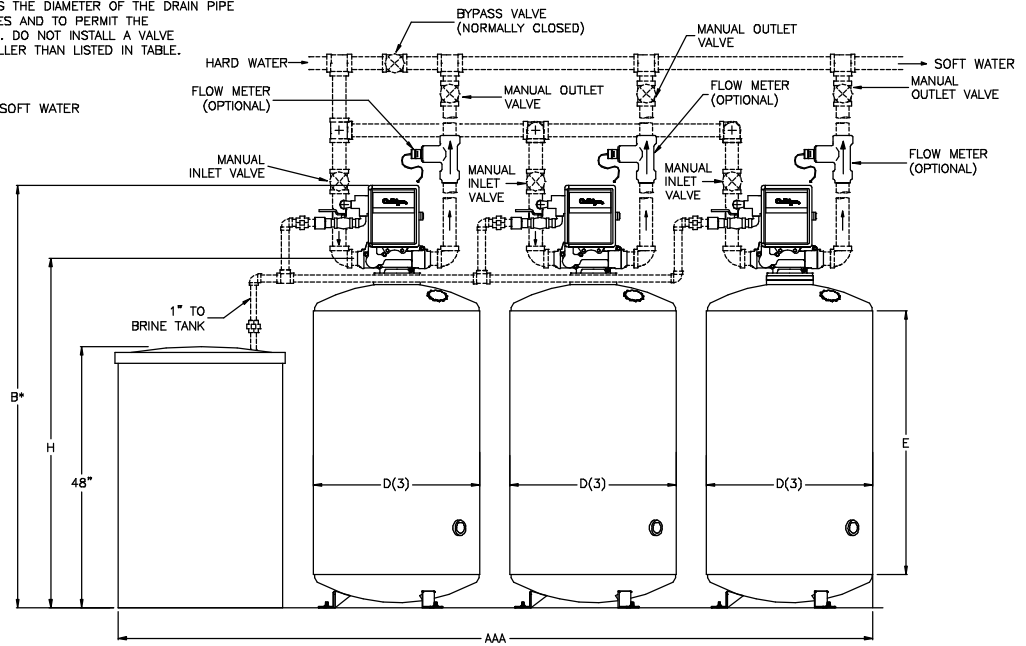 S THE DIAMETER OF THE DRAIN PIPE
ES AND TO PERMIT THE
. DO NOT INSTALL A VALVE
LLER THAN LISTED IN TABLE.
BYPASS VALVE
(NORMALLY CLOSED)
MANUAL OUTLET
VALVE
HARD WATER
SOFT WATER
SOFT WATER
FLOW METER
(OPTIONAL)
MANUAL OUTLET
VALVE
FLOW METER
(OPTIONAL)
MANUAL
OUTLET VALVE
MANUAL
INLET VALVE
MANUAL
INLET
VALVE
MANUAL
INLET
VALVE
FLOW METER
(OPTIONAL)
Culligan
Culligan
Culligan
1" TO
BRINE TANK
B*
H
48"
D(3)
D(3)
D(3)
E
AAA